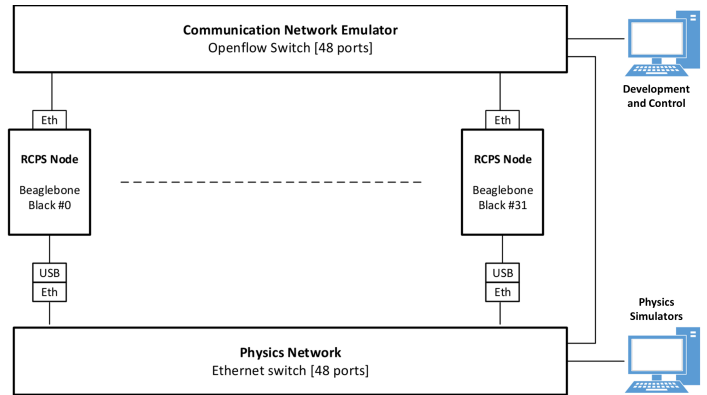 Communication Network Emulator
Openflow Switch [48 ports]
Development
and Control
Eth
Eth
RCPS Node
Beaglebone
Black #0
RCPS Node
Beaglebone
Black #31
USB
Eth
USB
Eth
Physics
Simulators
Physics Network
Ethernet switch [48 ports]